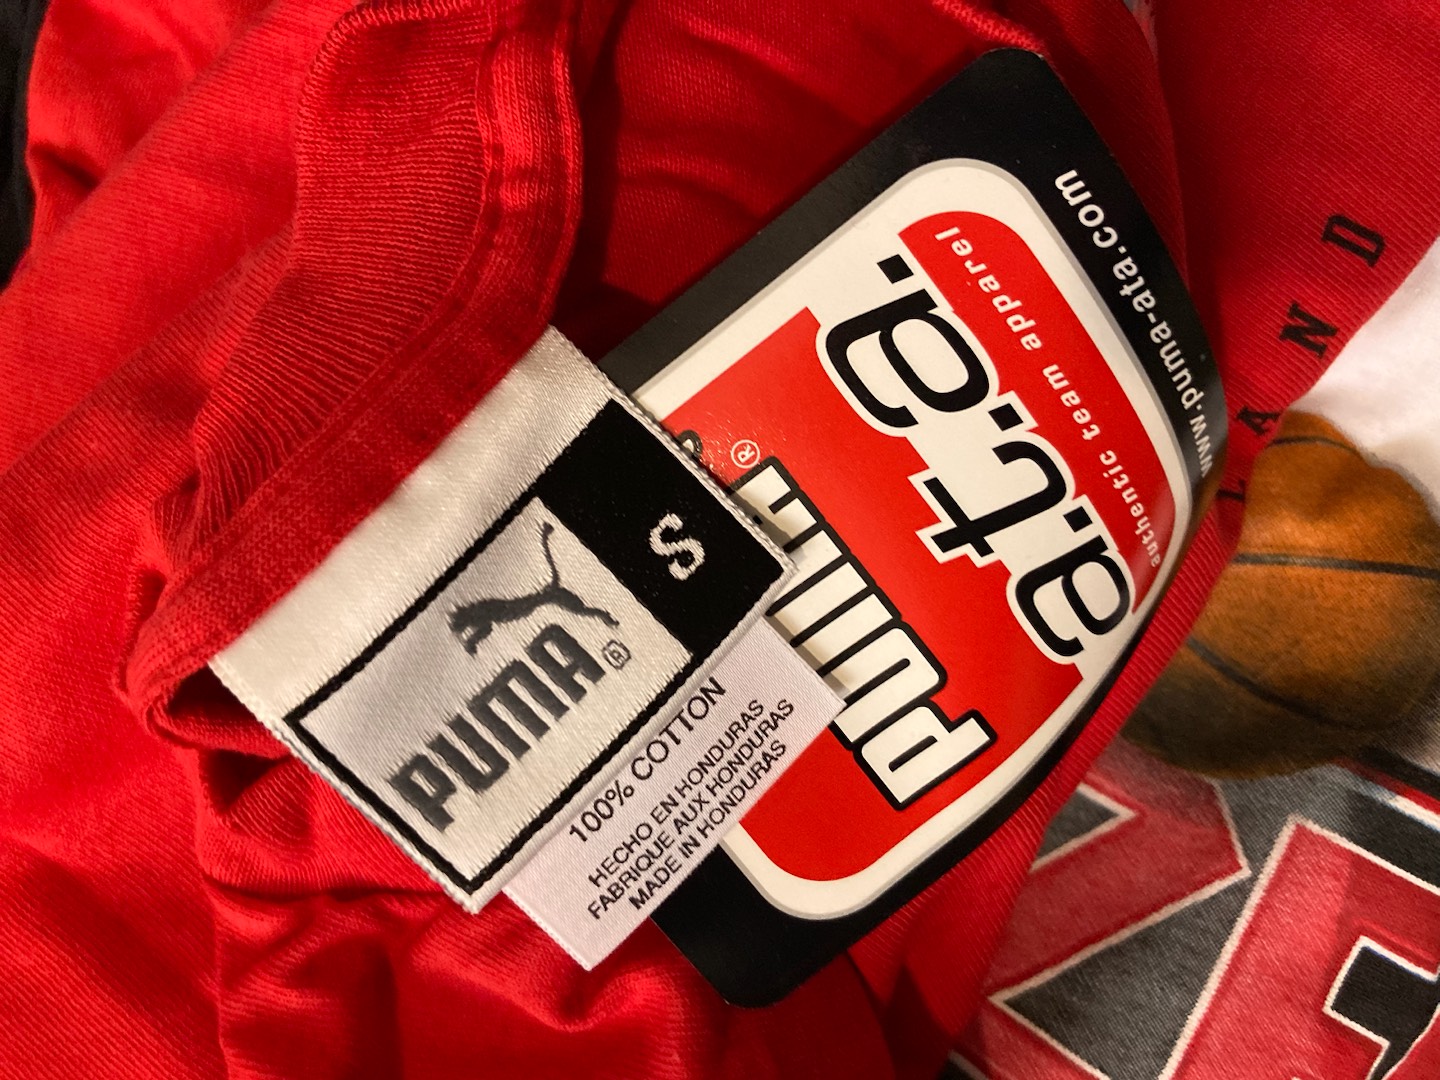 PUMA®
S
100% COTTON
HECHO EN HONDURAS
FABRIQUE AUX HONDURAS
MADE IN HONDURAS
www.puma-ata.com
authentic team apparel
a.t.a.
®
LAND